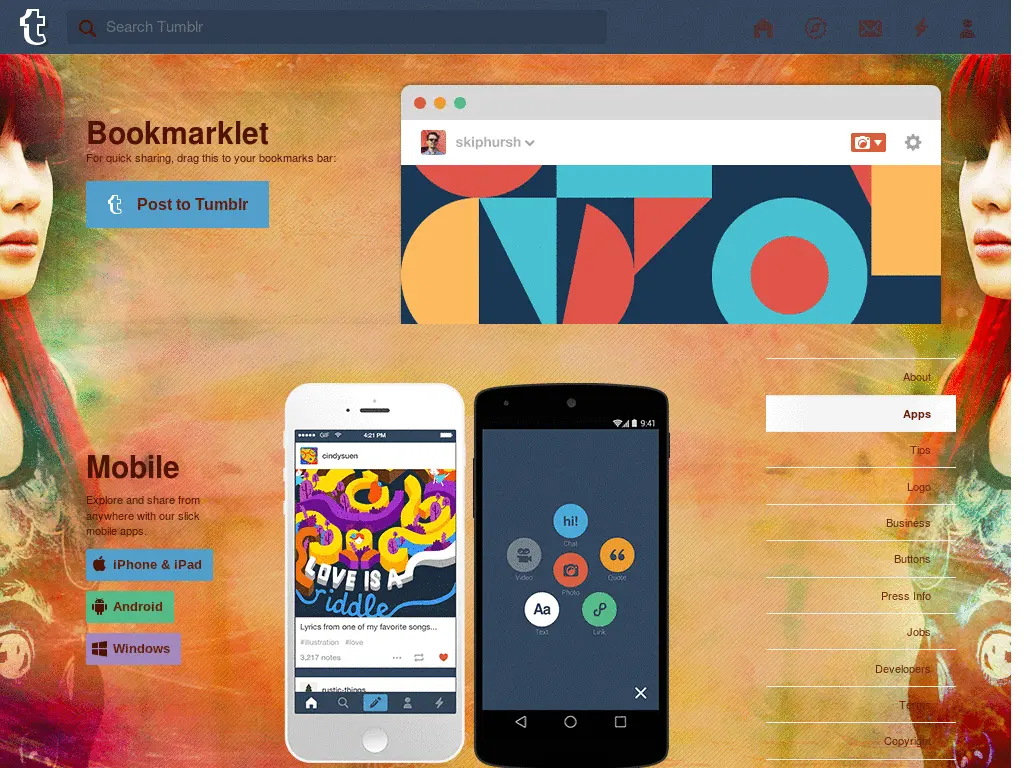 t
Search Tumblr
Bookmarklet
For quick sharing, drag this to your bookmarks bar:
Post to Tumblr
skiphursh
About
Apps
Tips
Logo
Business
Buttons
Press Info
Jobs
Developers
Terms
Copyright
Mobile
Explore and share from
anywhere with our slick
mobile apps.
iPhone & iPad
Android
Windows
GIF
4:21 PM
cindysuen
LOVE IS A
riddle
Lyrics from one of my favorite songs...
#illustration #love
3,217 notes
rustic-things
9:41
hi!
Chat
Video
Photo
Quote
Aa
Text
Link